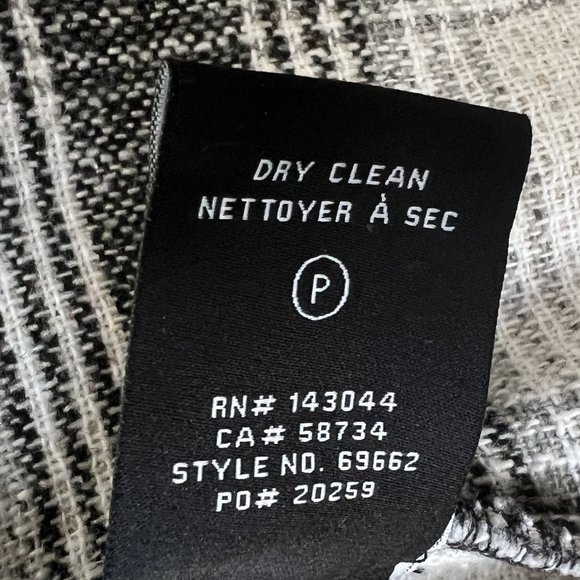 DRY CLEAN
NETTOYER À SEC
P
RN# 143044
CA# 58734
STYLE NO. 69662
PO# 20259